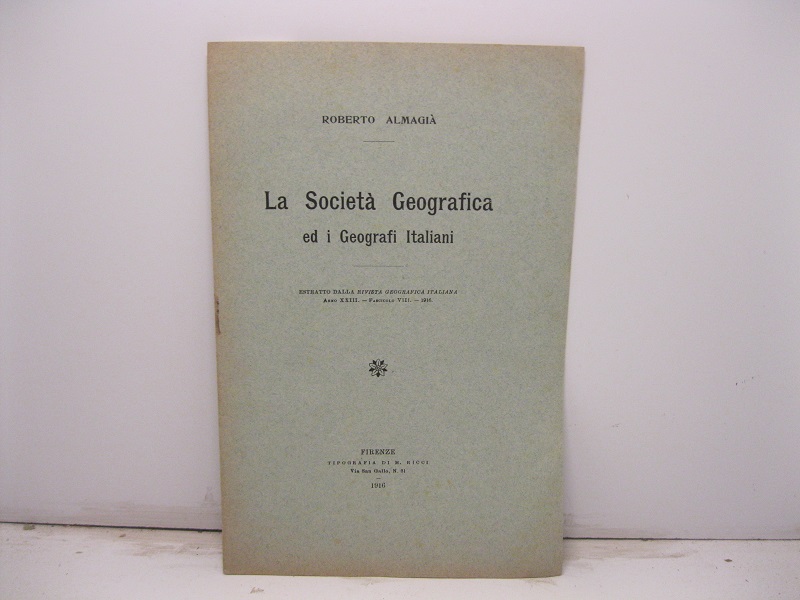 ROBERTO ALMAGIÀ
La Società Geografica
ed i Geografi Italiani
ESTRATTO DALLA RIVISTA GEOGRAFICA ITALIANA
ANNO XXIII. — FASCICOLO VIII. — 1916
FIRENZE
TIPOGRAFIA DI M. RICCI
Via San Gallo, N. 31
1916